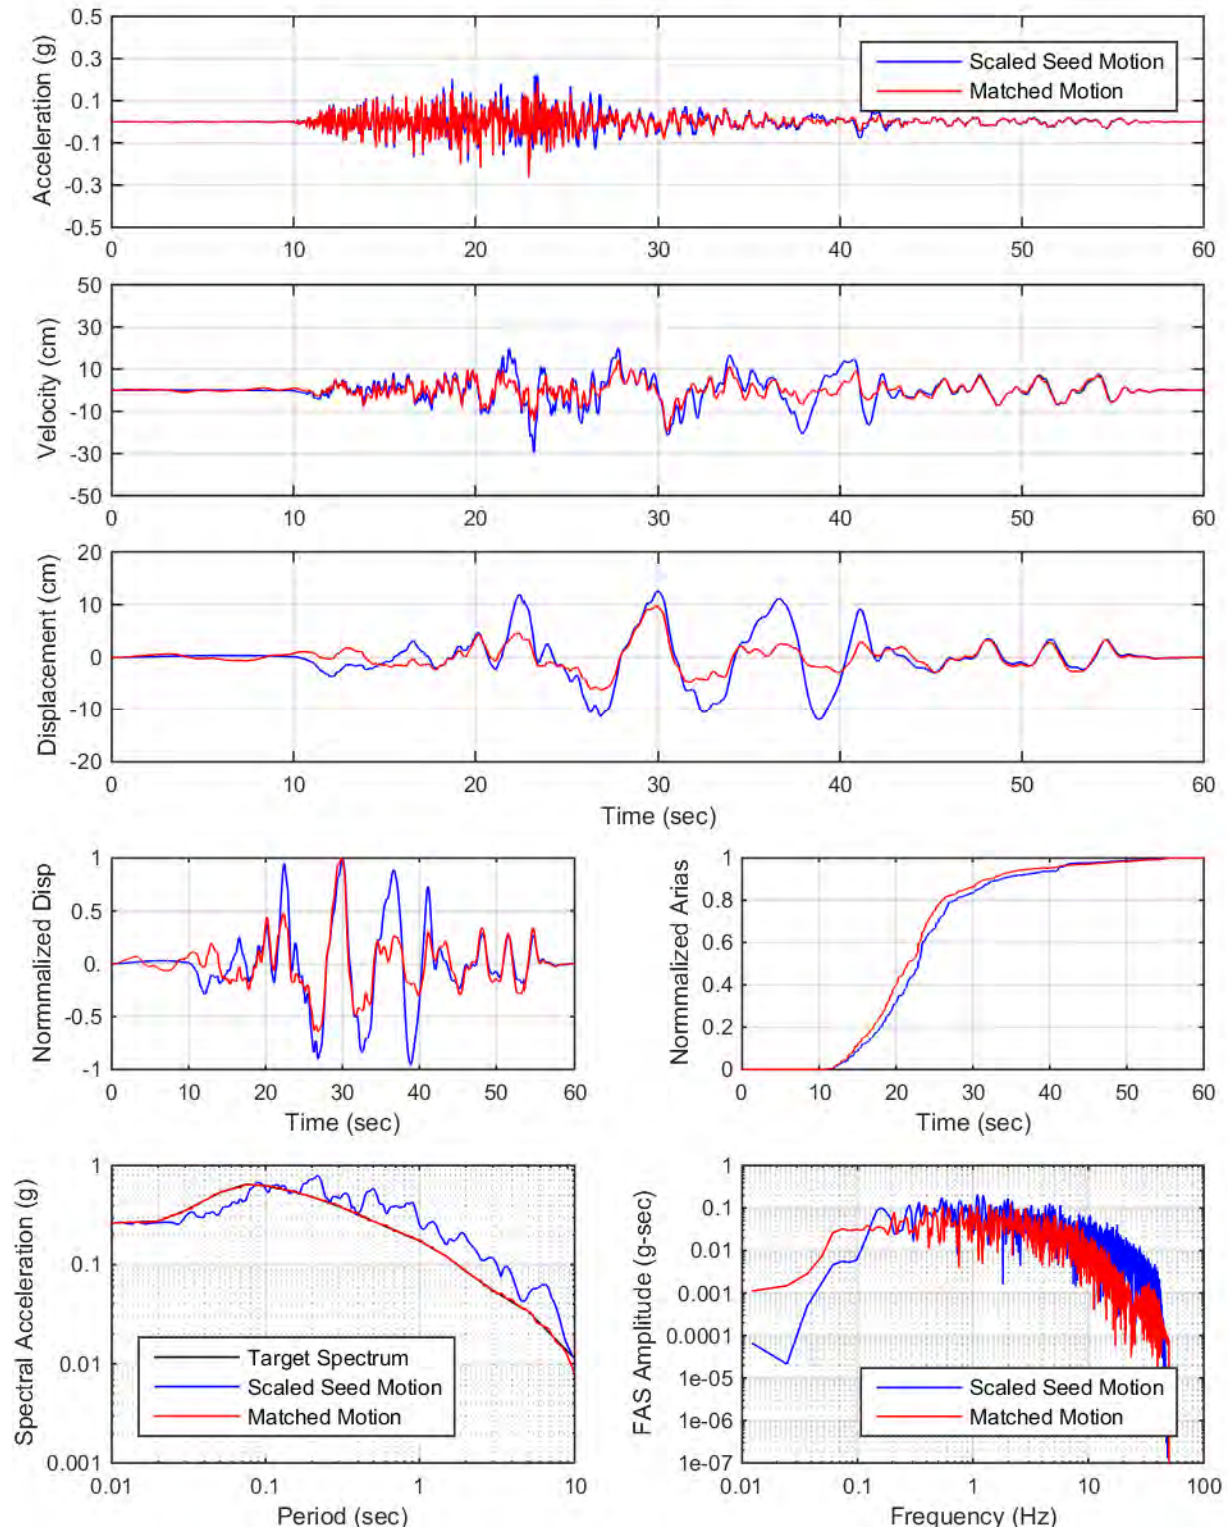 Acceleration (g)
0.5
0.3
0.1
-0.1
-0.3
-0.5
Scaled Seed Motion
Matched Motion
0 10 20 30 40 50 60
Velocity (cm)
50
30
10
-10
-30
-50
0 10 20 30 40 50 60
Displacement (cm)
20
10
0
-10
-20
0 10 20 30 40 50 60
Time (sec)
Normmalized Disp
1
0.5
0.
-0.5
-1
0 10 20 30 40 50 60
Time (sec)
Normmalized Arias
1
0.8
0.6
0.4
0.2
0
0 10 20 30 40 50 60
Time (sec)
Spectral Acceleration (g)
1
0.1
0.01
0.001
Target Spectrum
Scaled Seed Motion
Matched Motion
0.01 0.1 1 10
Period (sec)
FAS Amplitude (g-sec)
1
0.1
0.01
0.001
0.0001
1e-05
1e-06
1e-07
Scaled Seed Motion
Matched Motion
0.01 0.1 1 10 100
Frequency (Hz)